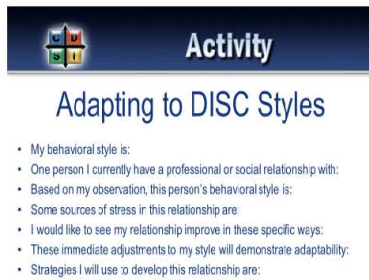 C D
S I
Activity
Adapting to DISC Styles
• My behavioral style is:
• One person I currently have a professional or social relationship with:
• Based on my observation, this person's behavioral style is:
• Some sources of stress in this relationship are
• I would like to see my relationship improve in these specific ways:
• These immediate adjustments to my style will demonstrate adaptability:
• Strategies I will use to develop this relationship are: